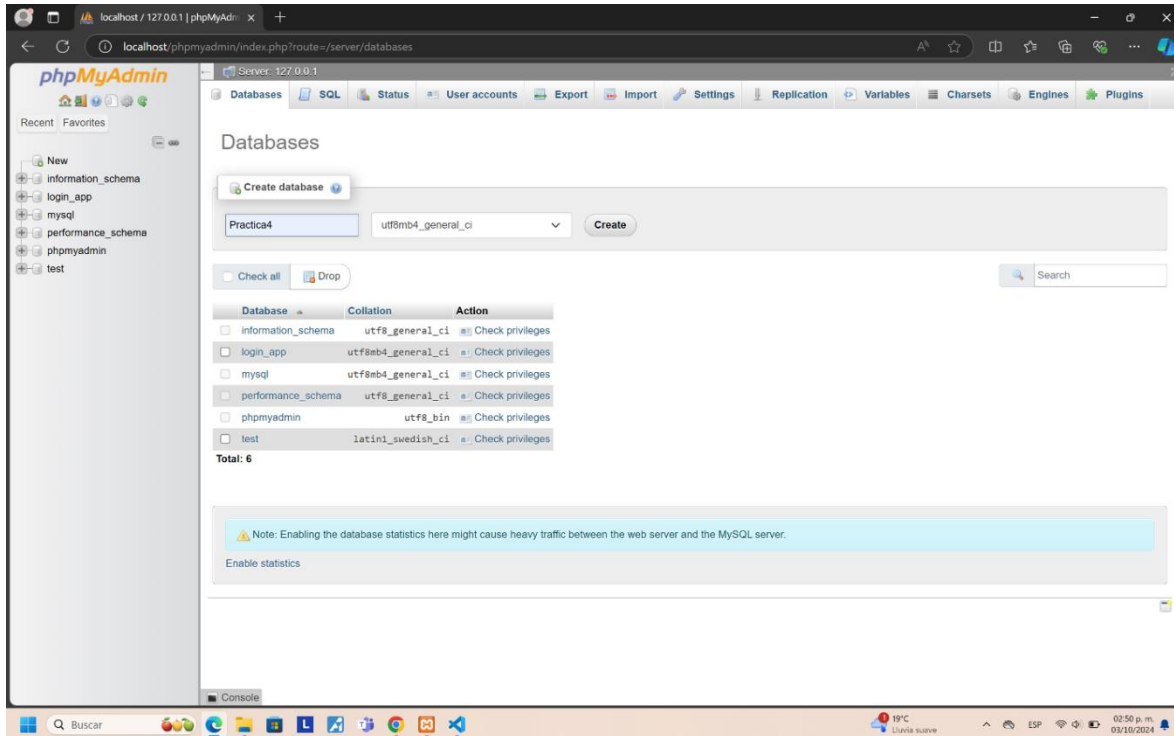 localhost / 127.0.0.1 | phpMyAdm
localhost/phpmyadmin/index.php?route=/server/databases
phpMyAdmin
Recent Favorites
New
information_schema
login_app
mysql
performance_schema
phpmyadmin
test
Server: 127.0.0.1
Databases SQL Status User accounts Export Import Settings Replication Variables Charsets Engines Plugins
Databases
Create database
Practica4 utf8mb4_general_ci Create
Check all Drop Search
Database Collation Action
information_schema utf8_general_ci Check privileges
login_app utf8mb4_general_ci Check privileges
mysql utf8mb4_general_ci Check privileges
performance_schema utf8_general_ci Check privileges
phpmyadmin utf8_bin Check privileges
test latin1_swedish_ci Check privileges
Total: 6
Note: Enabling the database statistics here might cause heavy traffic between the web server and the MySQL server.
Enable statistics
Console
Buscar
19°C
Lluvia suave
ESP
02:50 p. m.
03/10/2024